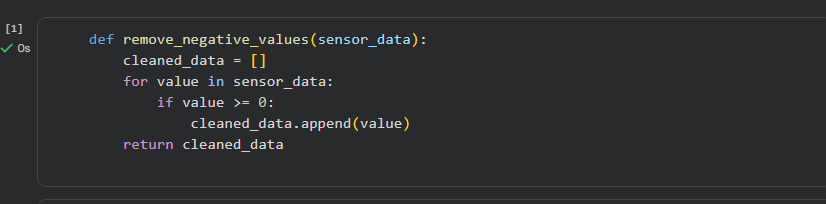 [1]
0s
def remove_negative_values(sensor_data):
    cleaned_data = []
    for value in sensor_data:
        if value >= 0:
            cleaned_data.append(value)
    return cleaned_data